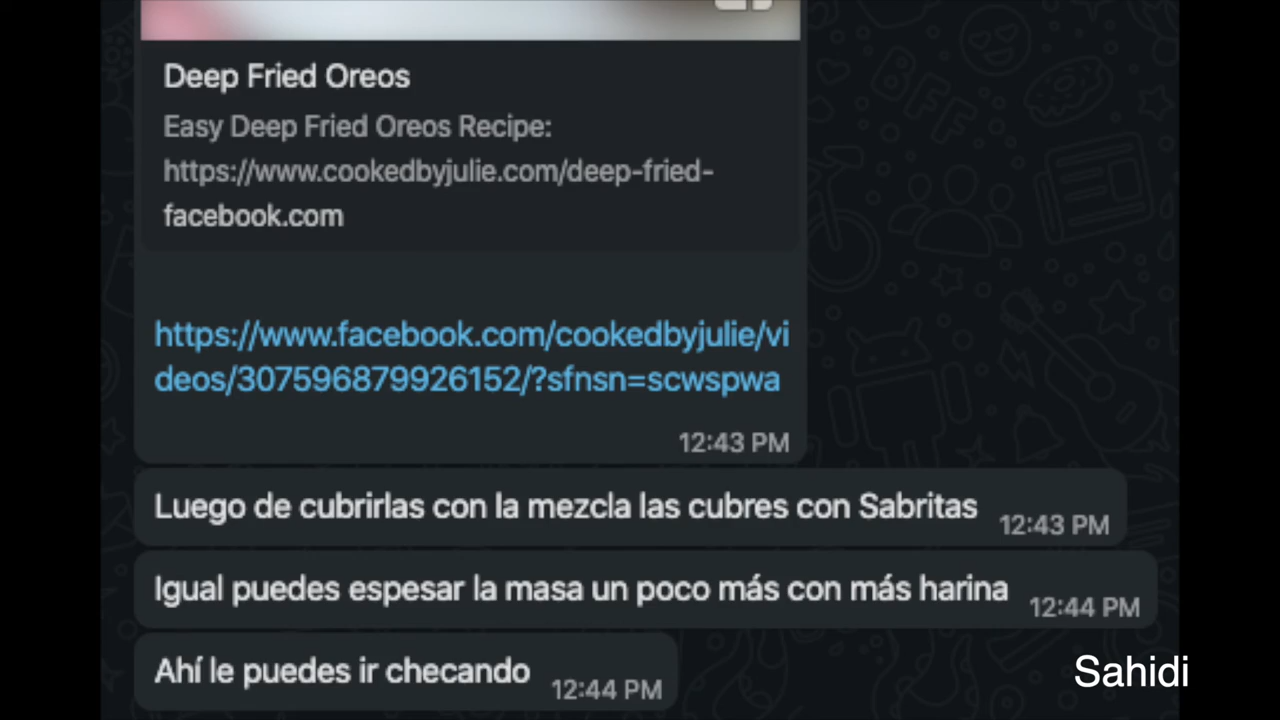 Deep Fried Oreos
Easy Deep Fried Oreos Recipe:
https://www.cookedbyjulie.com/deep-fried-
facebook.com
https://www.facebook.com/cookedbyjulie/vi
deos/307596879926152/?sfnsn=scwspwa
12:43 PM
Luego de cubrirlas con la mezcla las cubres con Sabritas 12:43 PM
Igual puedes espesar la masa un poco más con más harina 12:44 PM
Ahí le puedes ir checando 12:44 PM
Sahidi